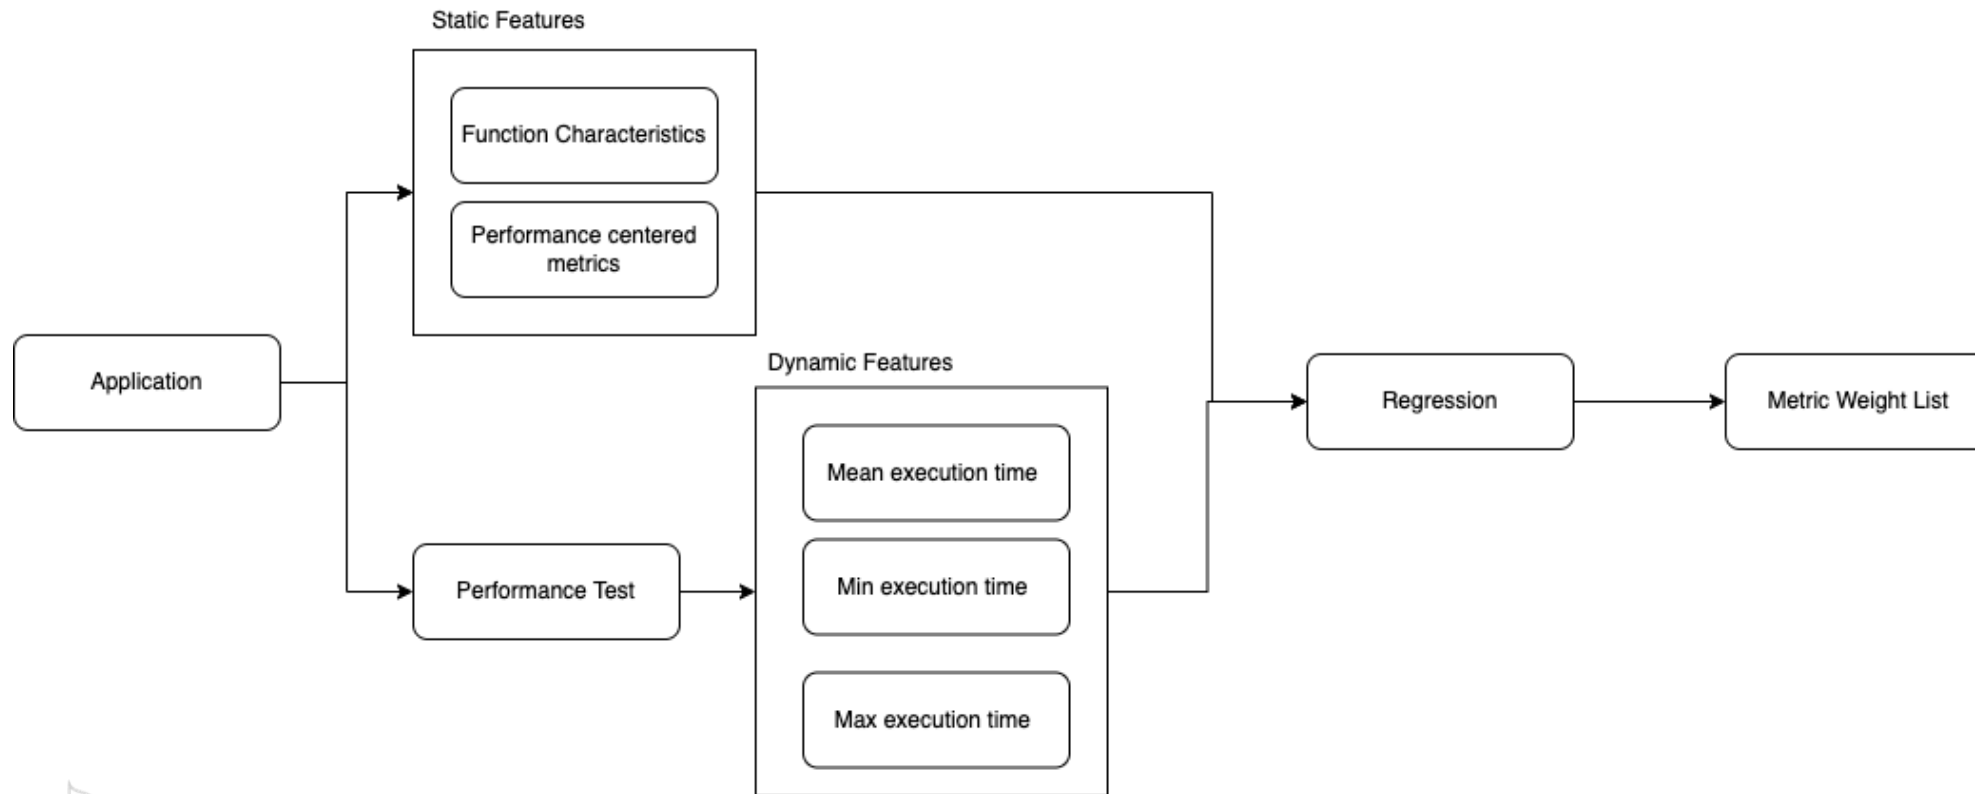 Static Features
Function Characteristics
Performance centered
metrics
Application
Dynamic Features
Mean execution time
Min execution time
Max execution time
Performance Test
Regression
Metric Weight List